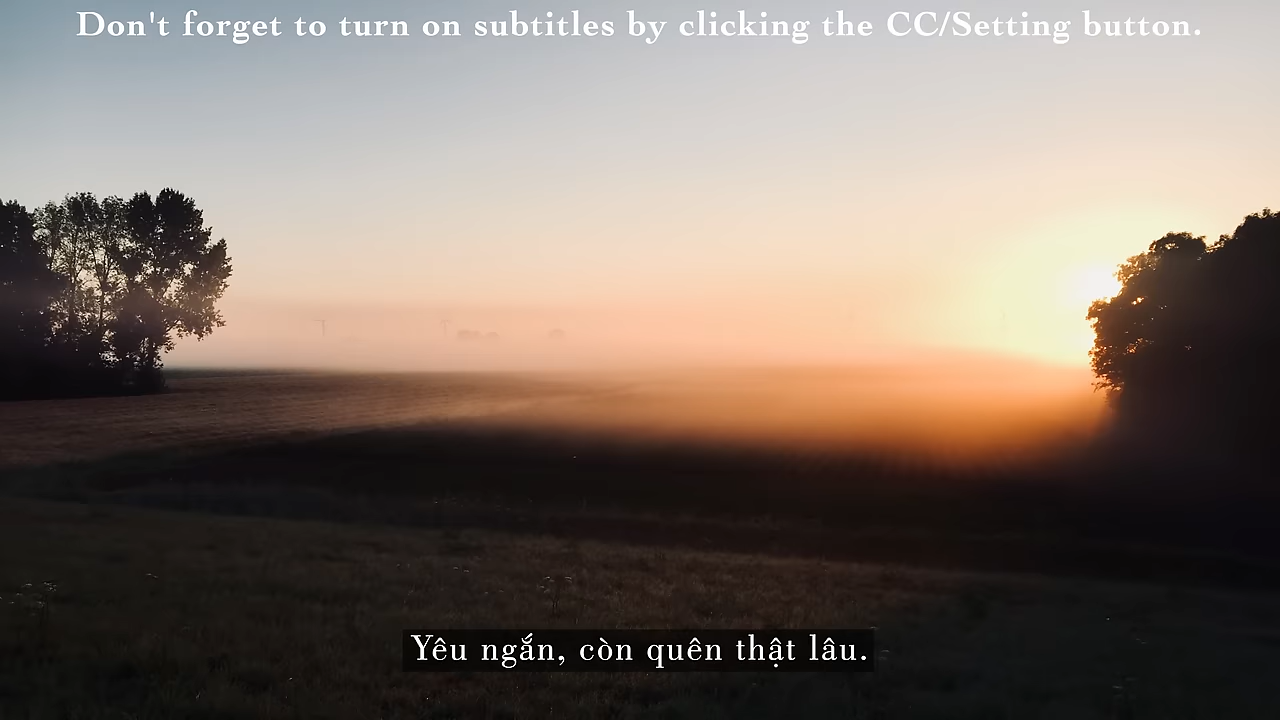 Don't forget to turn on subtitles by clicking the CC/Setting button.
Yêu ngắn, còn quên thật lâu.